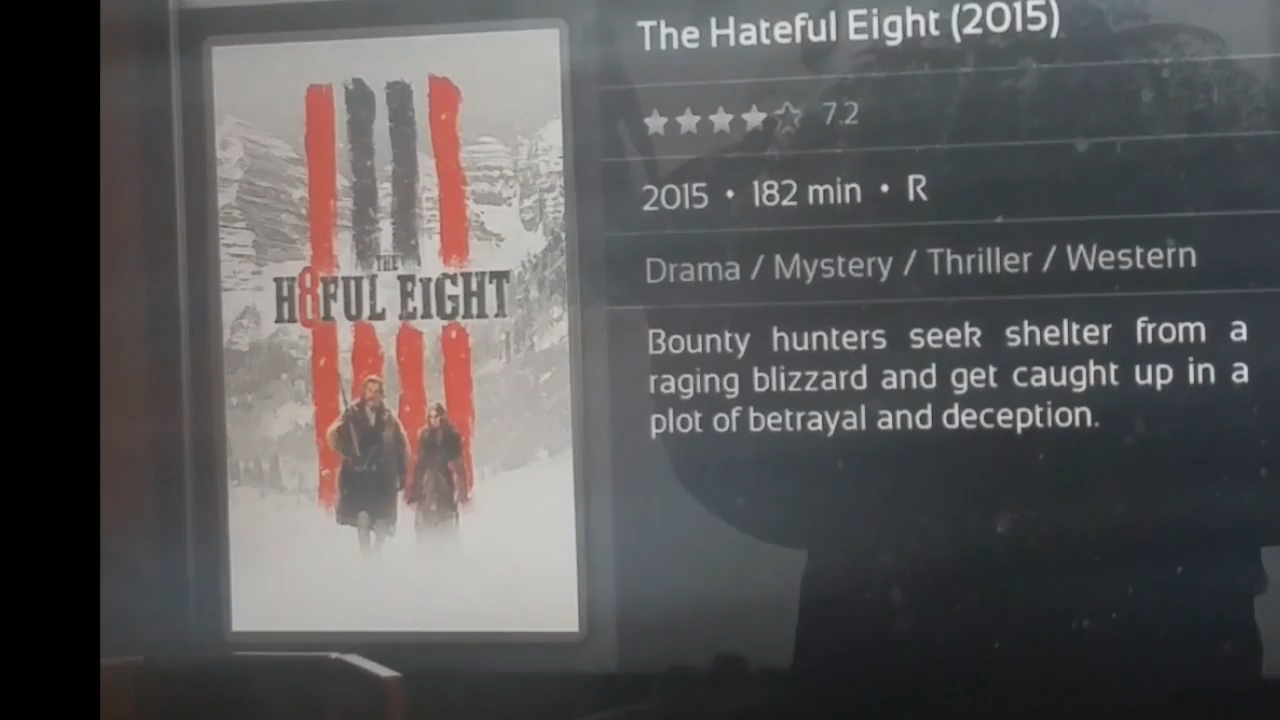 The Hateful Eight (2015)
7.2
2015 • 182 min • R
Drama / Mystery / Thriller / Western
Bounty hunters seek shelter from a
raging blizzard and get caught up in a
plot of betrayal and deception.
THE
H8FUL EIGHT